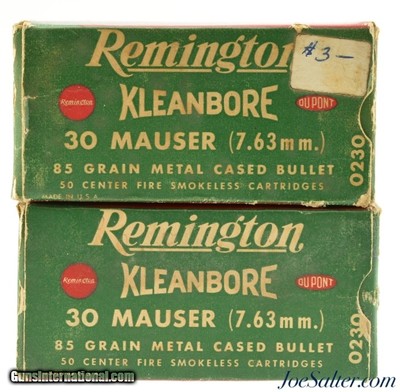 Remington
#3-
Remington
KLEANBORE
DU PONT
30 MAUSER (7.63mm.)
85 GRAIN METAL CASED BULLET
50 CENTER FIRE SMOKELESS CARTRIDGES
MADE IN U.S.A
0230
Remington
Remington
KLEANBORE
DU PONT
30 MAUSER (7.63mm.)
85 GRAIN METAL CASED BULLET
50 CENTER FIRE SMOKELESS CARTRIDGES
0230
GunsInternational.com
JoeSalter.com